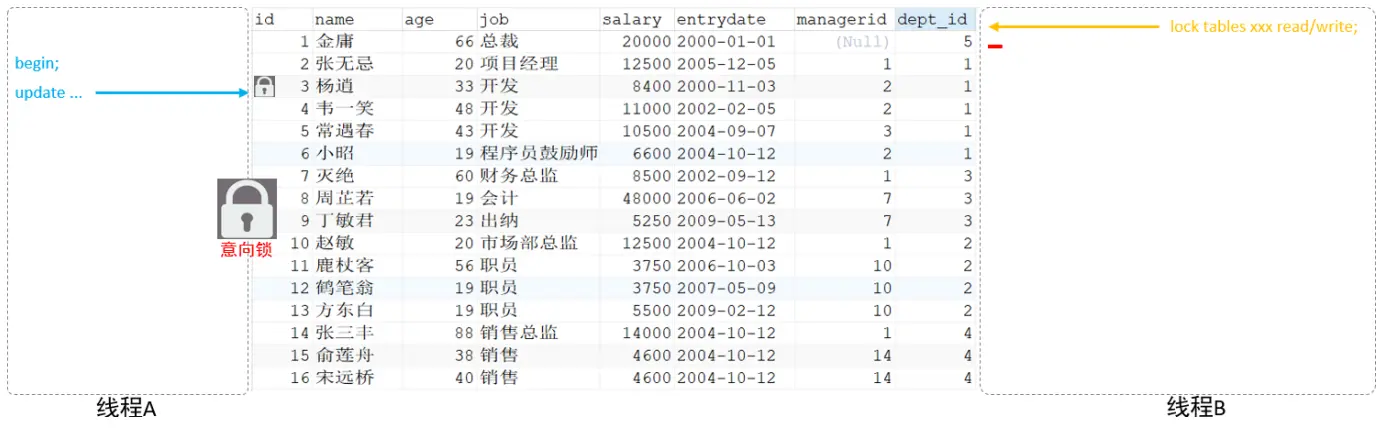 id name age job salary entrydate managerid dept_id
lock tables xxx read/write;
1 金庸 66 总裁 20000 2000-01-01 (Null) 5
begin;
2 张无忌 20 项目经理 12500 2005-12-05 1 1
update ...
3 杨逍 33 开发 8400 2000-11-03 2 1
4 韦一笑 48 开发 11000 2002-02-05 2 1
5 常遇春 43 开发 10500 2004-09-07 3 1
6 小昭 19 程序员鼓励师 6600 2004-10-12 2 1
7 灭绝 60 财务总监 8500 2002-09-12 1 3
8 周芷若 19 会计 48000 2006-06-02 7 3
9 丁敏君 23 出纳 5250 2009-05-13 7 3
意向锁
10 赵敏 20 市场部总监 12500 2004-10-12 1 2
11 鹿杖客 56 职员 3750 2006-10-03 10 2
12 鹤笔翁 19 职员 3750 2007-05-09 10 2
13 方东白 19 职员 5500 2009-02-12 10 2
14 张三丰 88 销售总监 14000 2004-10-12 1 4
15 俞莲舟 38 销售 4600 2004-10-12 14 4
16 宋远桥 40 销售 4600 2004-10-12 14 4
线程A
线程B